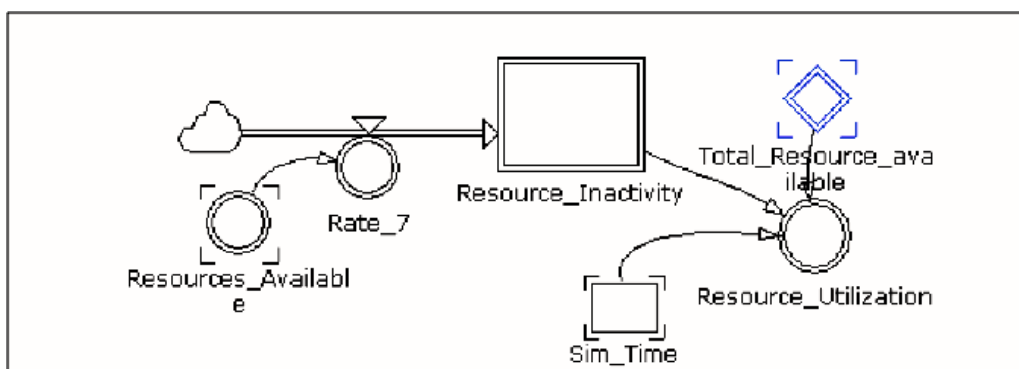 Total_Resource_ava
ilable
Resource_Inactivity
Rate_7
Resources_Availabl
e
Resource_Utilization
Sim_Time